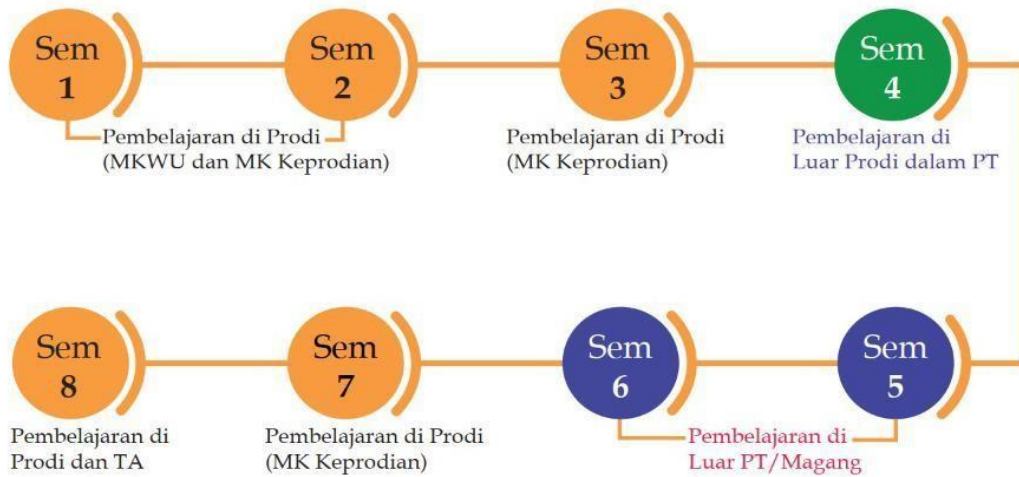 Sem
1
Sem
2
Sem
3
Sem
4
Pembelajaran di Prodi
(MKWU dan MK Keprodian)
Pembelajaran di Prodi
(MK Keprodian)
Pembelajaran di
Luar Prodi dalam PT
Sem
8
Sem
7
Sem
6
Sem
5
Pembelajaran di
Prodi dan TA
Pembelajaran di Prodi
(MK Keprodian)
Pembelajaran di
Luar PT/Magang